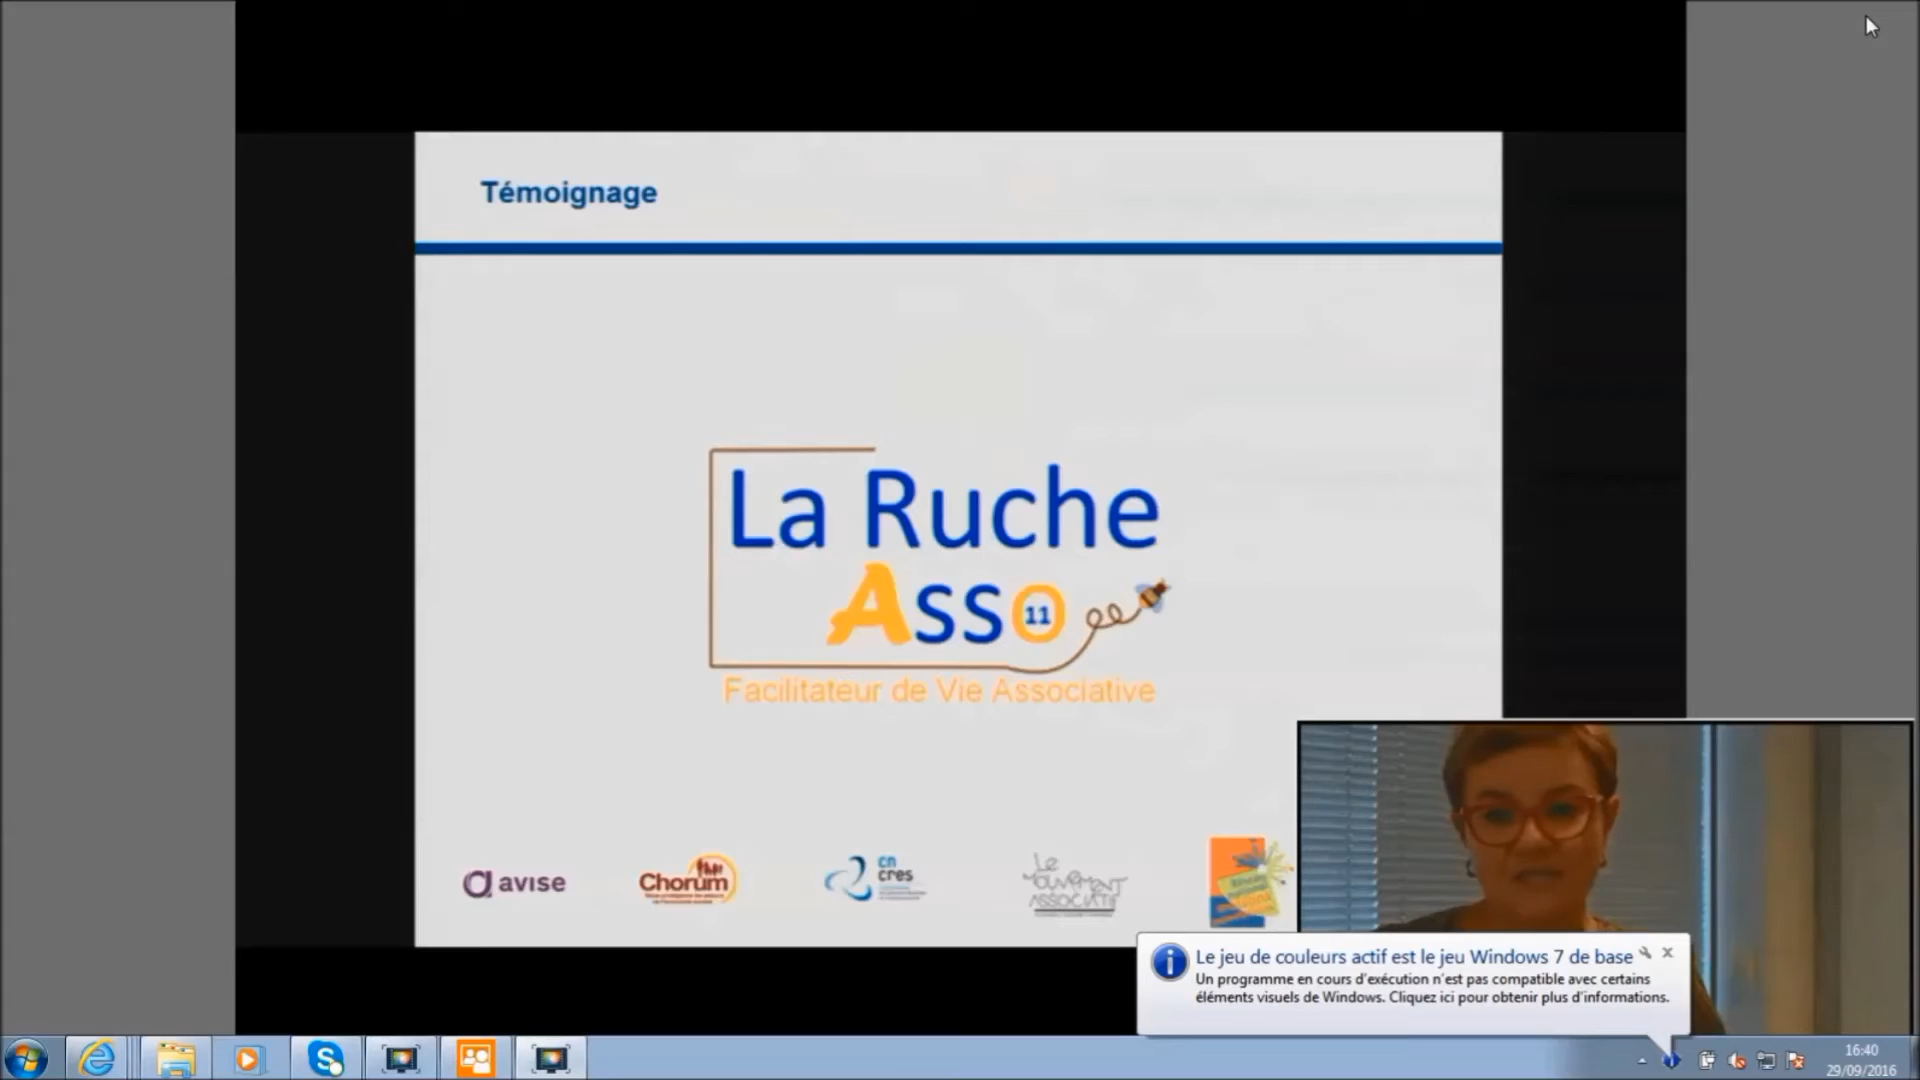 Témoignage
La Ruche
Asso
11
Facilitateur de Vie Associative
avise
Chorum
cn
cres
Le
mouvement
associatif
Le jeu de couleurs actif est le jeu Windows 7 de base
Un programme en cours d'exécution n'est pas compatible avec certains
éléments visuels de Windows. Cliquez ici pour obtenir plus d'informations.
16:40
29/09/2016